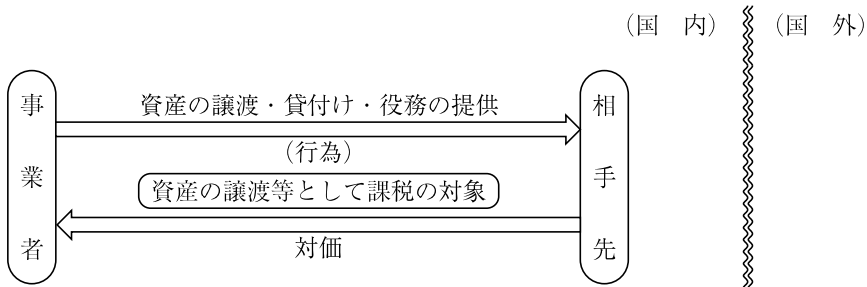 （国　内）
（国　外）
事業者
資産の譲渡・貸付け・役務の提供
（行為）
資産の譲渡等として課税の対象
対価
相手先